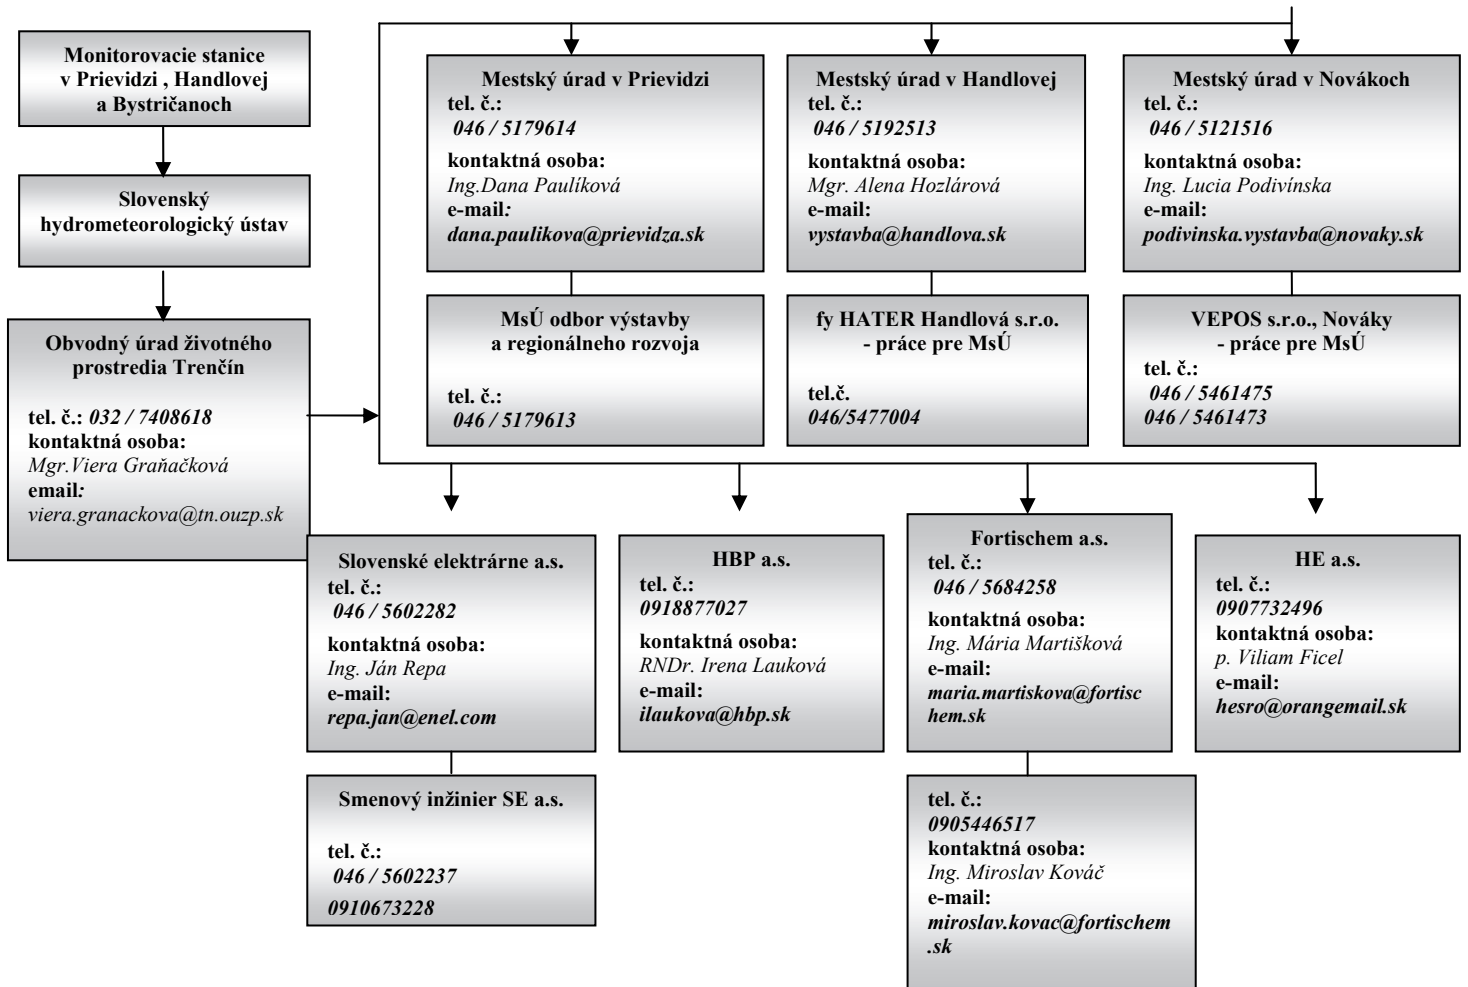 Monitorovacie stanice
v Prievidzi , Handlovej
a Bystričanoch
Slovenský
hydrometeorologický ústav
Obvodný úrad životného
prostredia Trenčín
tel. č.: 032 / 7408618
kontaktná osoba:
Mgr.Viera Graňačková
email:
viera.granackova@tn.ouzp.sk
Mestský úrad v Prievidzi
tel. č.:
046 / 5179614
kontaktná osoba:
Ing.Dana Paulíková
e-mail:
dana.paulikova@prievidza.sk
Mestský úrad v Handlovej
tel. č.:
046 / 5192513
kontaktná osoba:
Mgr. Alena Hozlárová
e-mail:
vystavba@handlova.sk
Mestský úrad v Novákoch
tel. č.:
046 / 5121516
kontaktná osoba:
Ing. Lucia Podivínska
e-mail:
podivinska.vystavba@novaky.sk
MsÚ odbor výstavby
a regionálneho rozvoja
tel. č.:
046 / 5179613
fy HATER Handlová s.r.o.
- práce pre MsÚ
tel.č.
046/5477004
VEPOS s.r.o., Nováky
- práce pre MsÚ
tel. č.:
046 / 5461475
046 / 5461473
Slovenské elektrárne a.s.
tel. č.:
046 / 5602282
kontaktná osoba:
Ing. Ján Repa
e-mail:
repa.jan@enel.com
HBP a.s.
tel. č.:
0918877027
kontaktná osoba:
RNDr. Irena Lauková
e-mail:
ilaukova@hbp.sk
Fortischem a.s.
tel. č.:
046 / 5684258
kontaktná osoba:
Ing. Mária Martišková
e-mail:
maria.martiskova@fortisc
hem.sk
HE a.s.
tel. č.:
0907732496
kontaktná osoba:
p. Viliam Ficel
e-mail:
hesro@orangemail.sk
Smenový inžinier SE a.s.
tel. č.:
046 / 5602237
0910673228
tel. č.:
0905446517
kontaktná osoba:
Ing. Miroslav Kováč
e-mail:
miroslav.kovac@fortischem
.sk